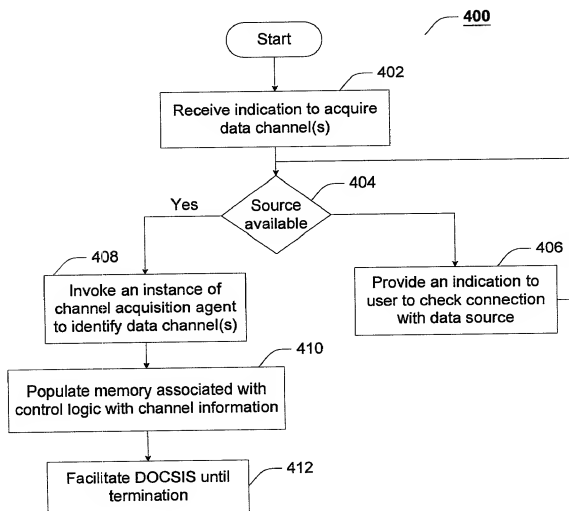 400
Start
402
Receive indication to acquire
data channel(s)
404
Yes
Source
available
408
406
Invoke an instance of
channel acquisition agent
to identify data channel(s)
Provide an indication to
user to check connection
with data source
410
Populate memory associated with
control logic with channel information
412
Facilitate DOCSIS until
termination